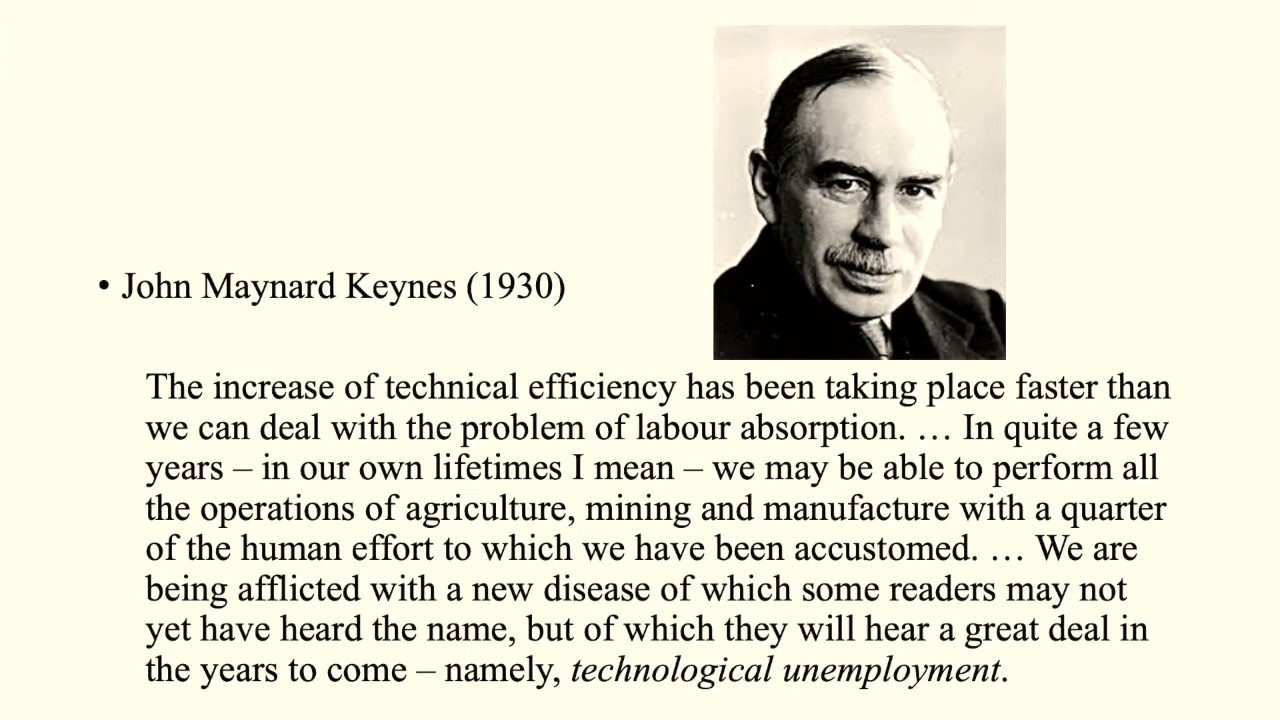 • John Maynard Keynes (1930)
The increase of technical efficiency has been taking place faster than
we can deal with the problem of labour absorption. … In quite a few
years – in our own lifetimes I mean – we may be able to perform all
the operations of agriculture, mining and manufacture with a quarter
of the human effort to which we have been accustomed. … We are
being afflicted with a new disease of which some readers may not
yet have heard the name, but of which they will hear a great deal in
the years to come – namely, technological unemployment.